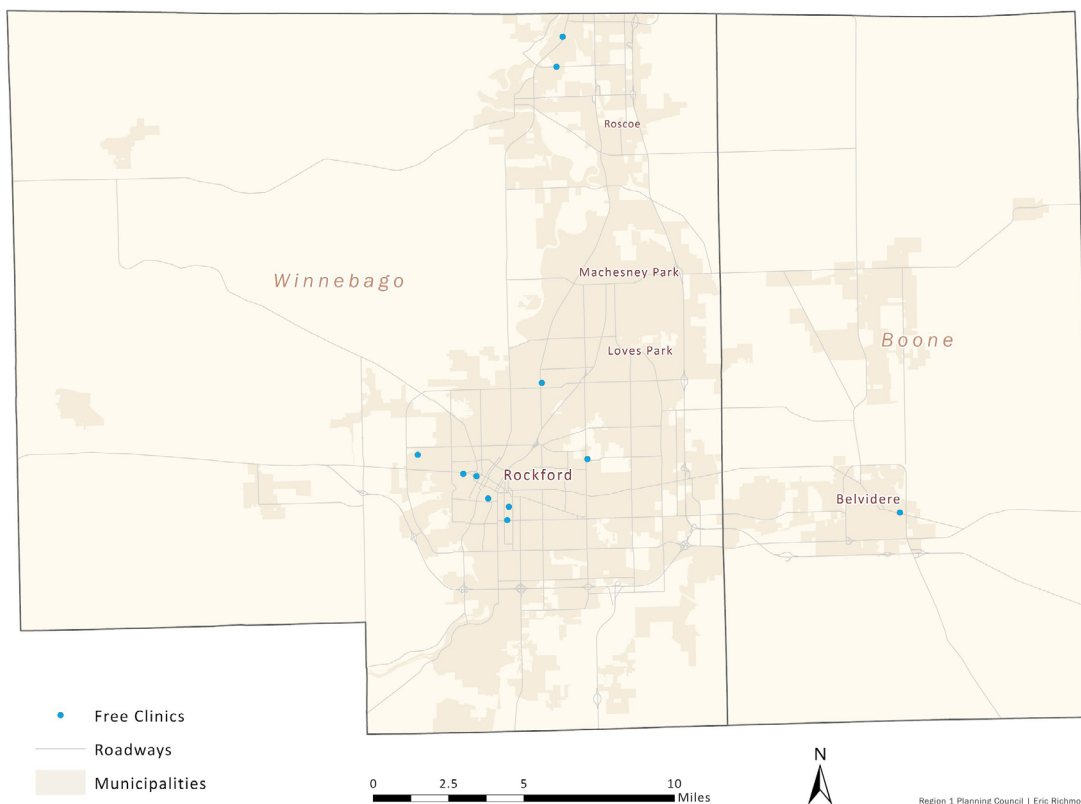 Roscoe
Machesney Park
Winnebago
Boone
Loves Park
Rockford
Belvidere
Free Clinics
Roadways
Municipalities
N
0 2.5 5 10
Miles
Region 1 Planning Council | Eric Richmo